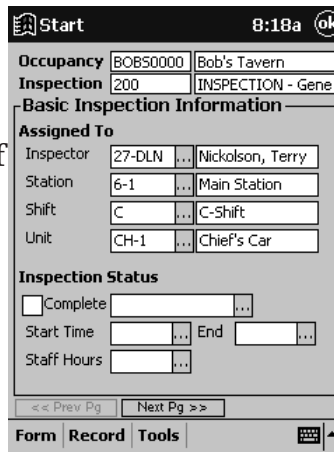 Start 8:18a ok
Occupancy BOBS0000 Bob's Tavern
Inspection 200 INSPECTION - Gene
Basic Inspection Information
Assigned To
f
Inspector 27-DLN ... Nickolson, Terry
Station 6-1 ... Main Station
Shift C ... C-Shift
Unit CH-1 ... Chief's Car
Inspection Status
Complete ...
Start Time ... End ...
Staff Hours ...
<< Prev Pg Next Pg >>
Form Record Tools